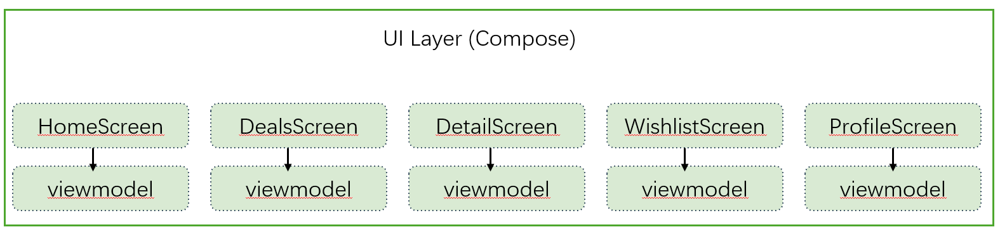 UI Layer (Compose)
HomeScreen
DealsScreen
DetailScreen
WishlistScreen
ProfileScreen
viewmodel
viewmodel
viewmodel
viewmodel
viewmodel